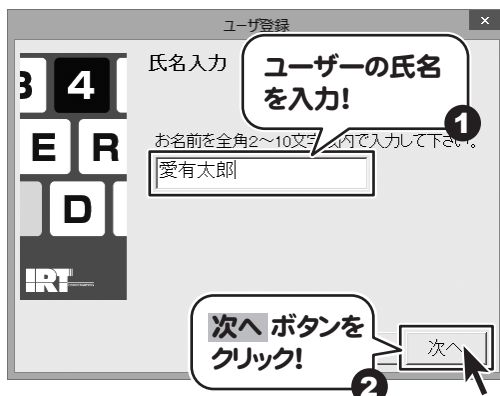 ユーザ登録
×
氏名入力
ユーザーの氏名
を入力!
1
お名前を全角2～10文字以内で入力して下さい。
愛有太郎
3 4
E R
D
IRT
次へ ボタンを
クリック!
2
次へ